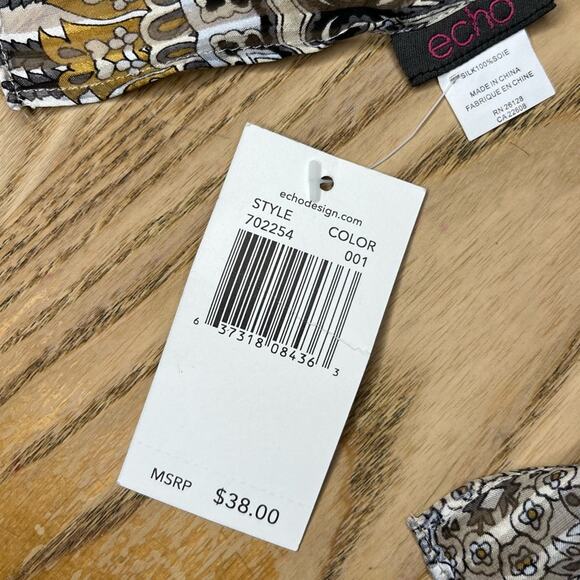 echo
SILK100%SOIE
MADE IN CHINA
FABRIQUE EN CHINE
RN 26128
CA 22608
echodesign.com
STYLE COLOR
702254 001
6 37318 08436 3
MSRP $38.00